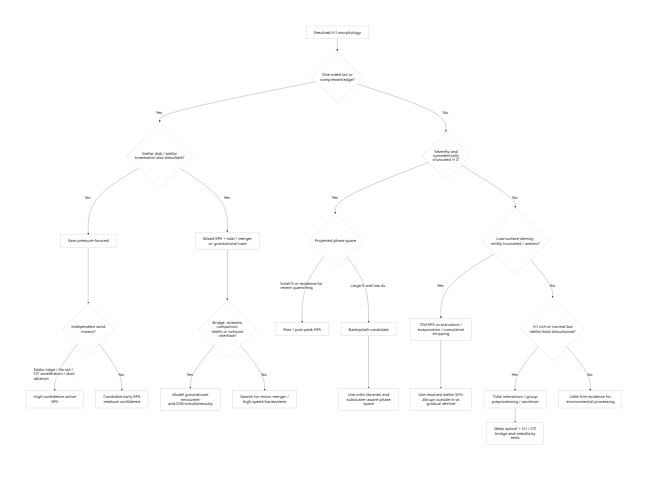 Resolved H I morphology
One-sided tail or
compressed edge?
Yes
No
Stellar disk / stellar
kinematics also disturbed?
Severely and
symmetrically
truncated H I?
No
Yes
Yes
No
Ram pressure favored
Mixed RPS + tidal / merger
or gravitational case
Projected phase space
Low-surface-density,
mildly truncated / anemic?
Small R or evidence for
recent quenching
Large R and low
Yes
No
Independent wind
tracers?
Bridge, streams,
companion,
shells or collision
interface?
Past / post-peak RPS
Backsplash candidate
Old RPS vs starvation /
evaporation / cumulative
stripping
H I rich or normal but
stellar/tidal disturbance?
Radio ridge / Hα tail /
CO acceleration / dust
ablation
No
Yes
No
Yes
No
High confidence active
RPS
Candidate early RPS
medium confidence
Model gravitational
encounter
and ICM simultaneously
Search for minor merger /
high-speed harassment
Use orbit libraries and
subcluster-aware phase
space
Use resolved stellar SFH:
abrupt outside-in vs
gradual decline
Tidal interaction / group
preprocessing / accretion
Little firm evidence for
environmental processing
Deep optical + H I / CO
bridge and metallicity
tests